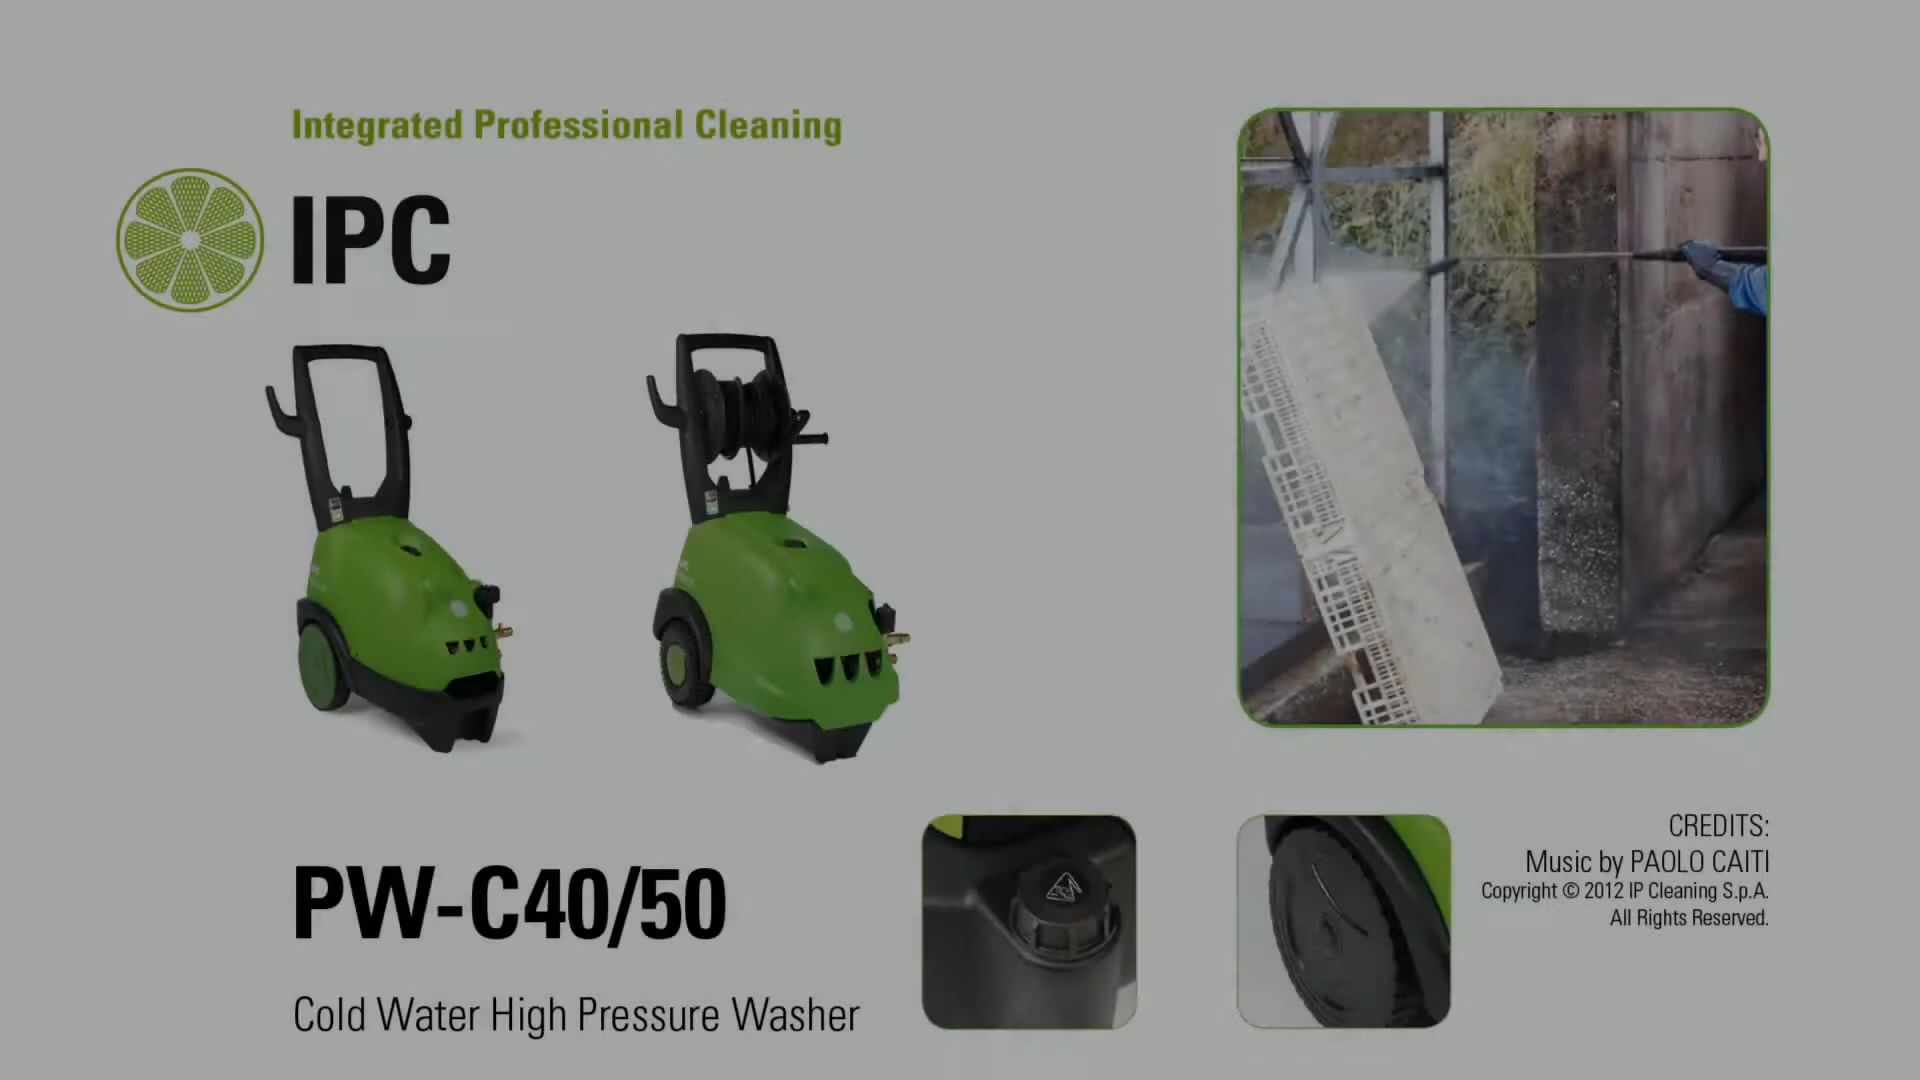 Integrated Professional Cleaning
IPC
PW-C40/50
Cold Water High Pressure Washer
CREDITS:
Music by PAOLO CAITI
Copyright © 2012 IP Cleaning S.p.A.
All Rights Reserved.